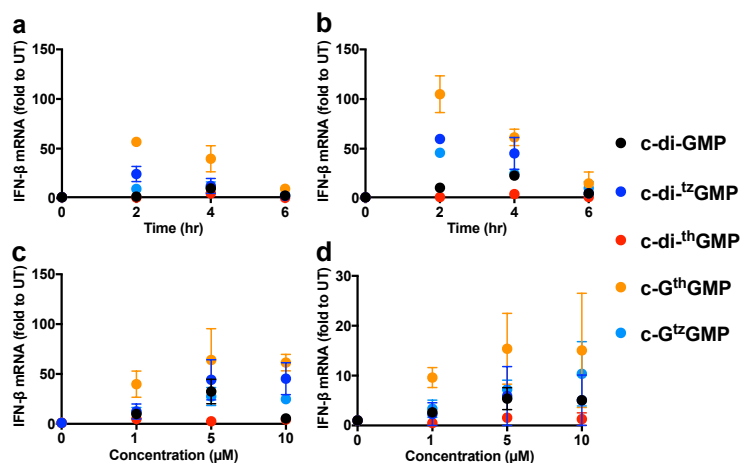 a
IFN-β mRNA (fold to UT)
150
100
50
0
0 2 4 6
Time (hr)
b
IFN-β mRNA (fold to UT)
150
100
50
0
0 2 4 6
Time (hr)
c
IFN-β mRNA (fold to UT)
150
100
50
0
0 1 5 10
Concentration (μM)
d
IFN-β mRNA (fold to UT)
30
20
10
0
0 1 5 10
Concentration (μM)
c-di-GMP
c-di-ᵗᶻGMP
c-di-ᵗʰGMP
c-GᵗʰGMP
c-GᵗᶻGMP